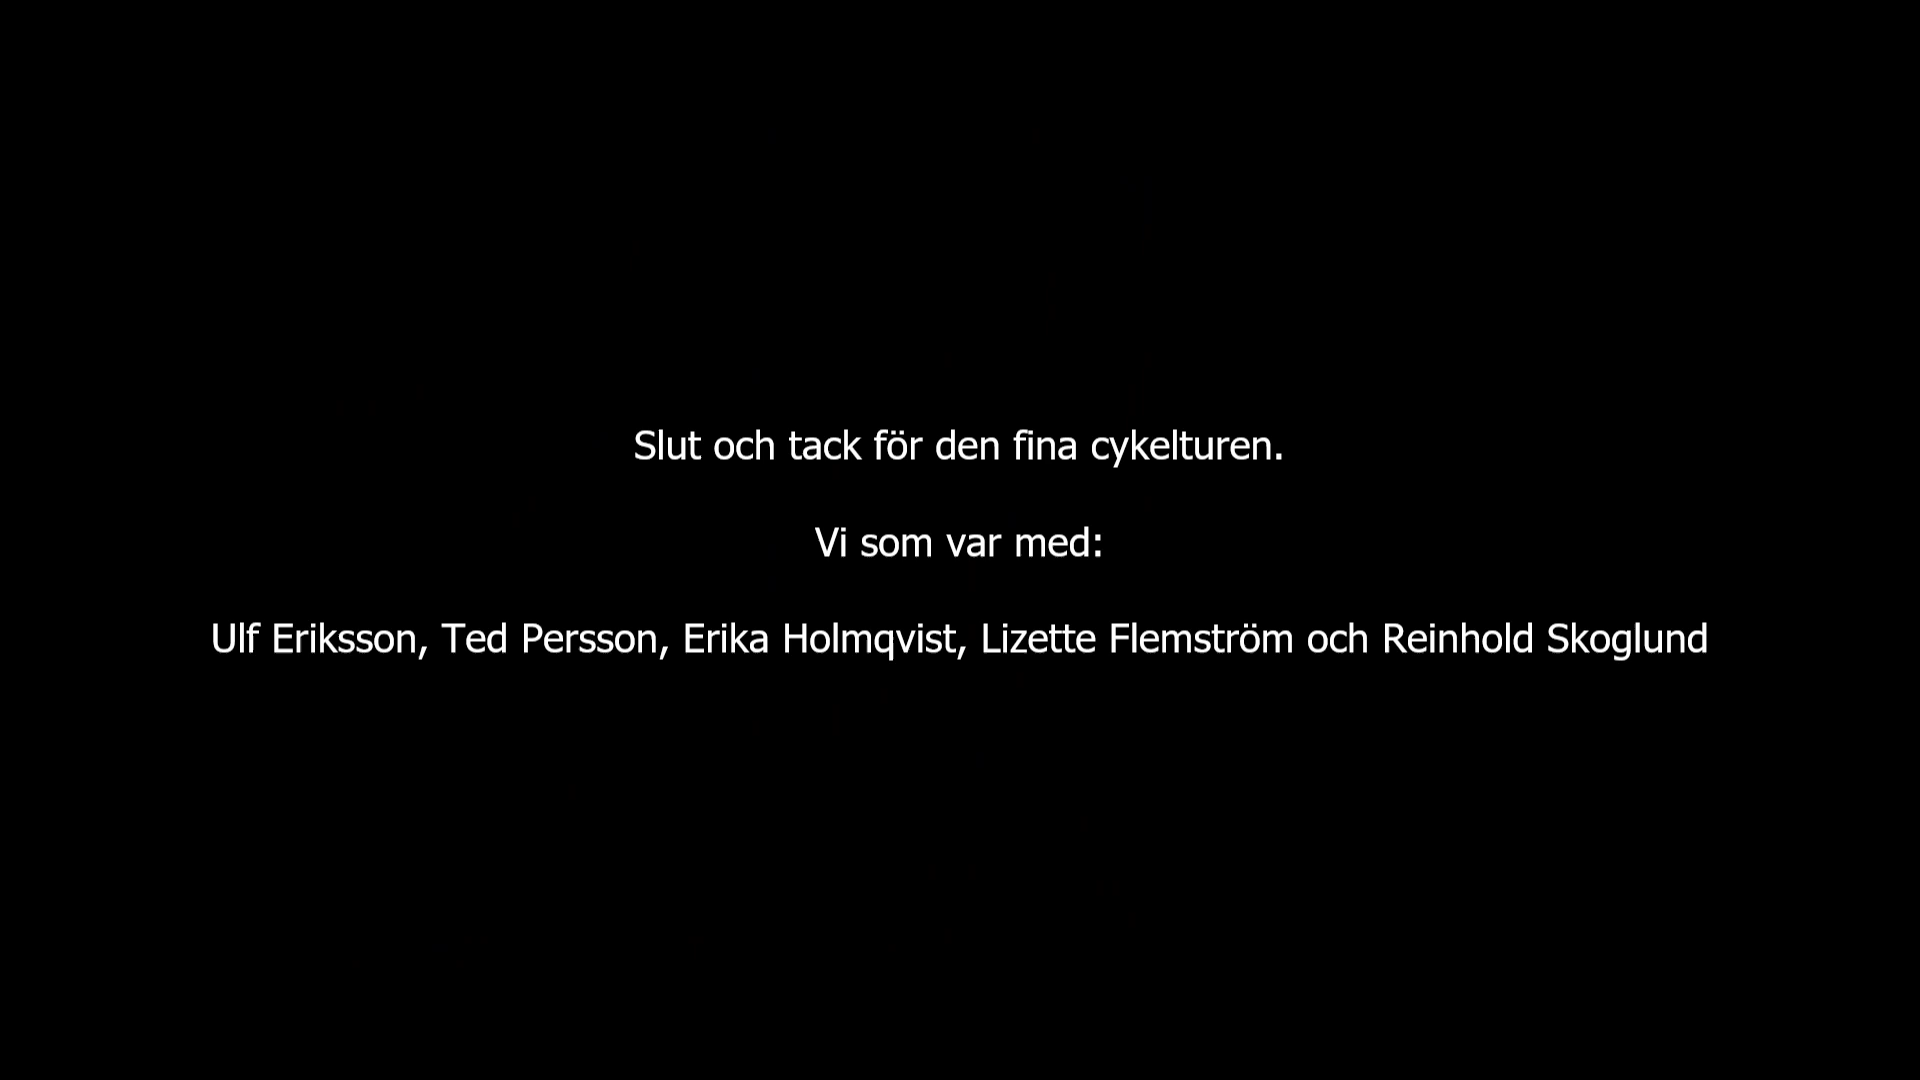 Slut och tack för den fina cykelturen.
Vi som var med:
Ulf Eriksson, Ted Persson, Erika Holmqvist, Lizette Flemström och Reinhold Skoglund